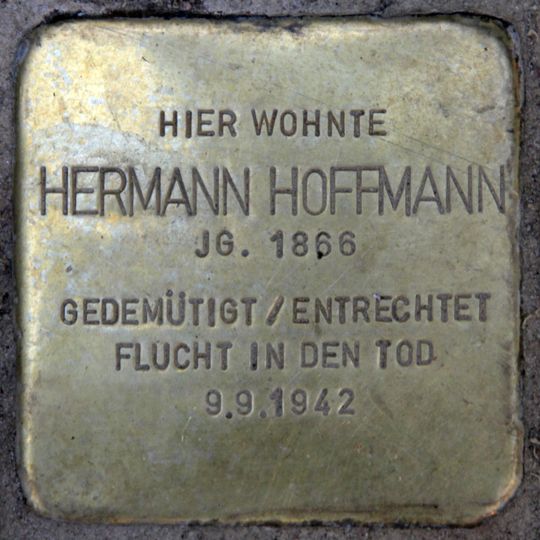 HIER WOHNTE
HERMANN HOFFMANN
JG. 1866
GEDEMÜTIGT / ENTRECHTET
FLUCHT IN DEN TOD
9.9.1942